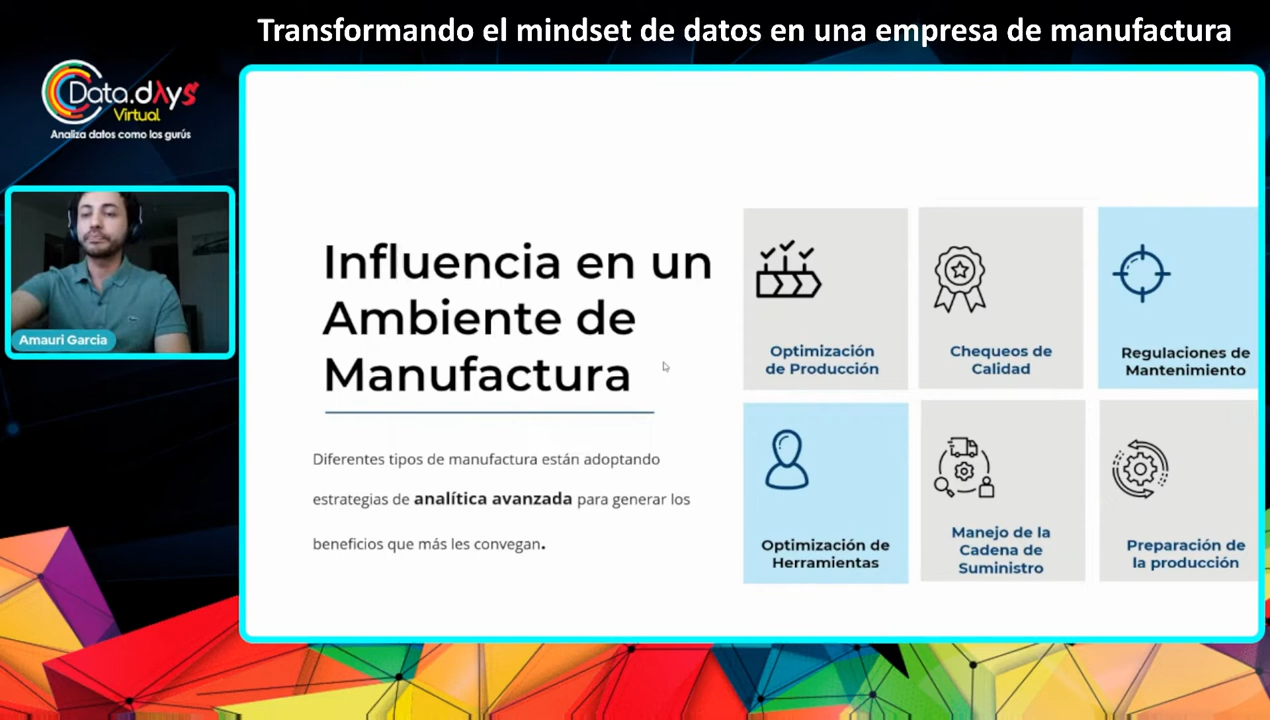 Transformando el mindset de datos en una empresa de manufactura
Data.dAys
Virtual
Analiza datos como los gurús
Amauri Garcia
Influencia en un
Ambiente de
Manufactura
Diferentes tipos de manufactura están adoptando
estrategias de analítica avanzada para generar los
beneficios que más les convegan.
Optimización
de Producción
Chequeos de
Calidad
Regulaciones de
Mantenimiento
Optimización de
Herramientas
Manejo de la
Cadena de
Suministro
Preparación de
la producción